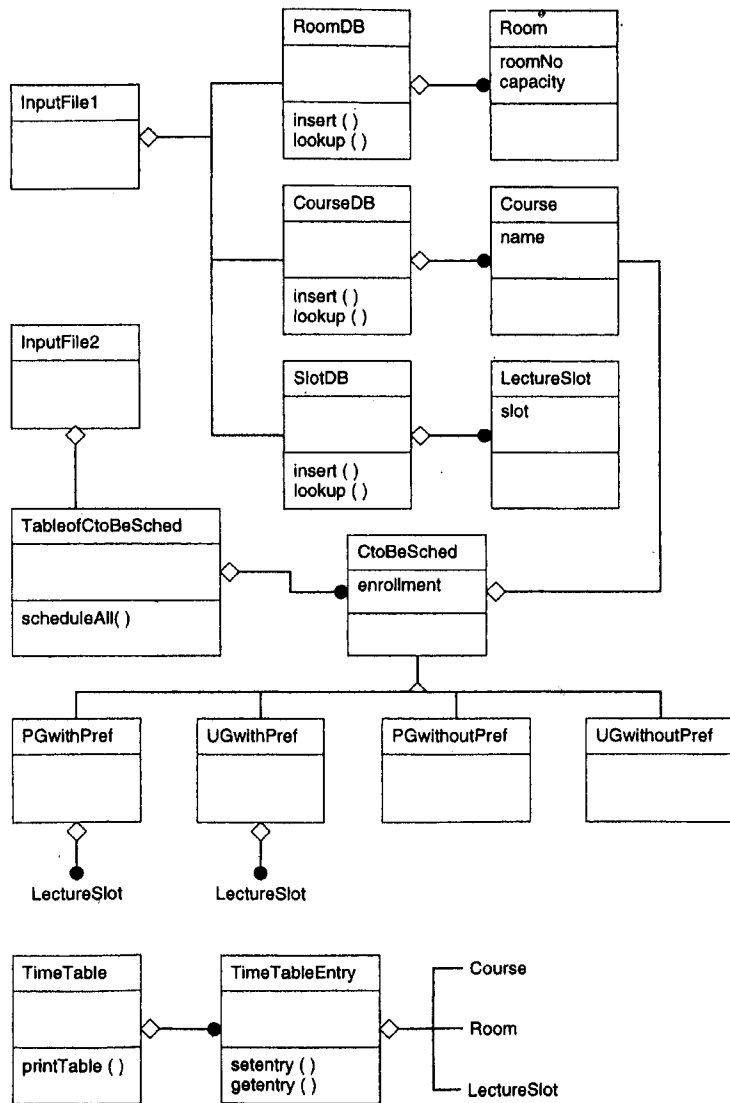 RoomDB
insert ( )
lookup ( )
Room
roomNo
capacity
InputFile1
CourseDB
insert ( )
lookup ( )
Course
name
InputFile2
SlotDB
insert ( )
lookup ( )
LectureSlot
slot
TableofCtoBeSched
scheduleAll( )
CtoBeSched
enrollment
PGwithPref
UGwithPref
PGwithoutPref
UGwithoutPref
LectureSlot
LectureSlot
TimeTable
printTable ( )
TimeTableEntry
setentry ( )
getentry ( )
Course
Room
LectureSlot